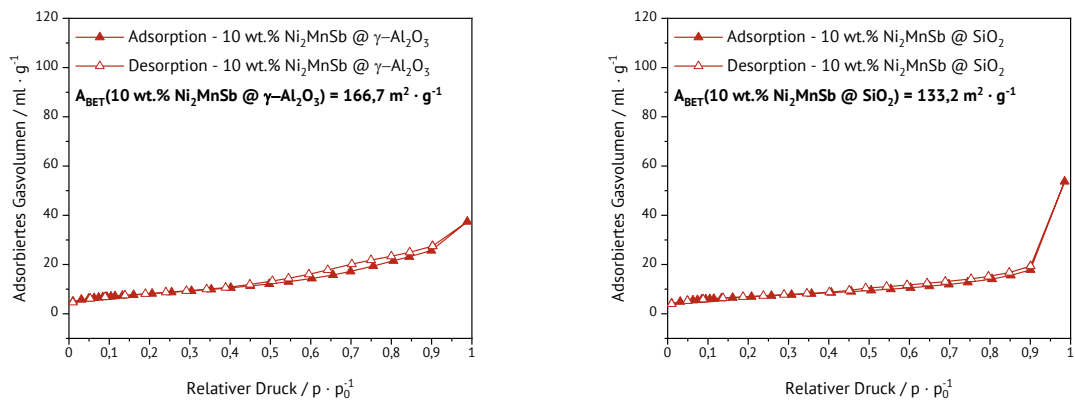 Adsorption - 10 wt.% Ni₂MnSb @ γ–Al₂O₃
Desorption - 10 wt.% Ni₂MnSb @ γ–Al₂O₃
A_BET(10 wt.% Ni₂MnSb @ γ–Al₂O₃) = 166,7 m² · g⁻¹
Adsorbiertes Gasvolumen / ml · g⁻¹
120
100
80
60
40
20
0
0 0,1 0,2 0,3 0,4 0,5 0,6 0,7 0,8 0,9 1
Relativer Druck / p · p₀⁻¹
Adsorption - 10 wt.% Ni₂MnSb @ SiO₂
Desorption - 10 wt.% Ni₂MnSb @ SiO₂
A_BET(10 wt.% Ni₂MnSb @ SiO₂) = 133,2 m² · g⁻¹
Adsorbiertes Gasvolumen / ml · g⁻¹
120
100
80
60
40
20
0
0 0,1 0,2 0,3 0,4 0,5 0,6 0,7 0,8 0,9 1
Relativer Druck / p · p₀⁻¹